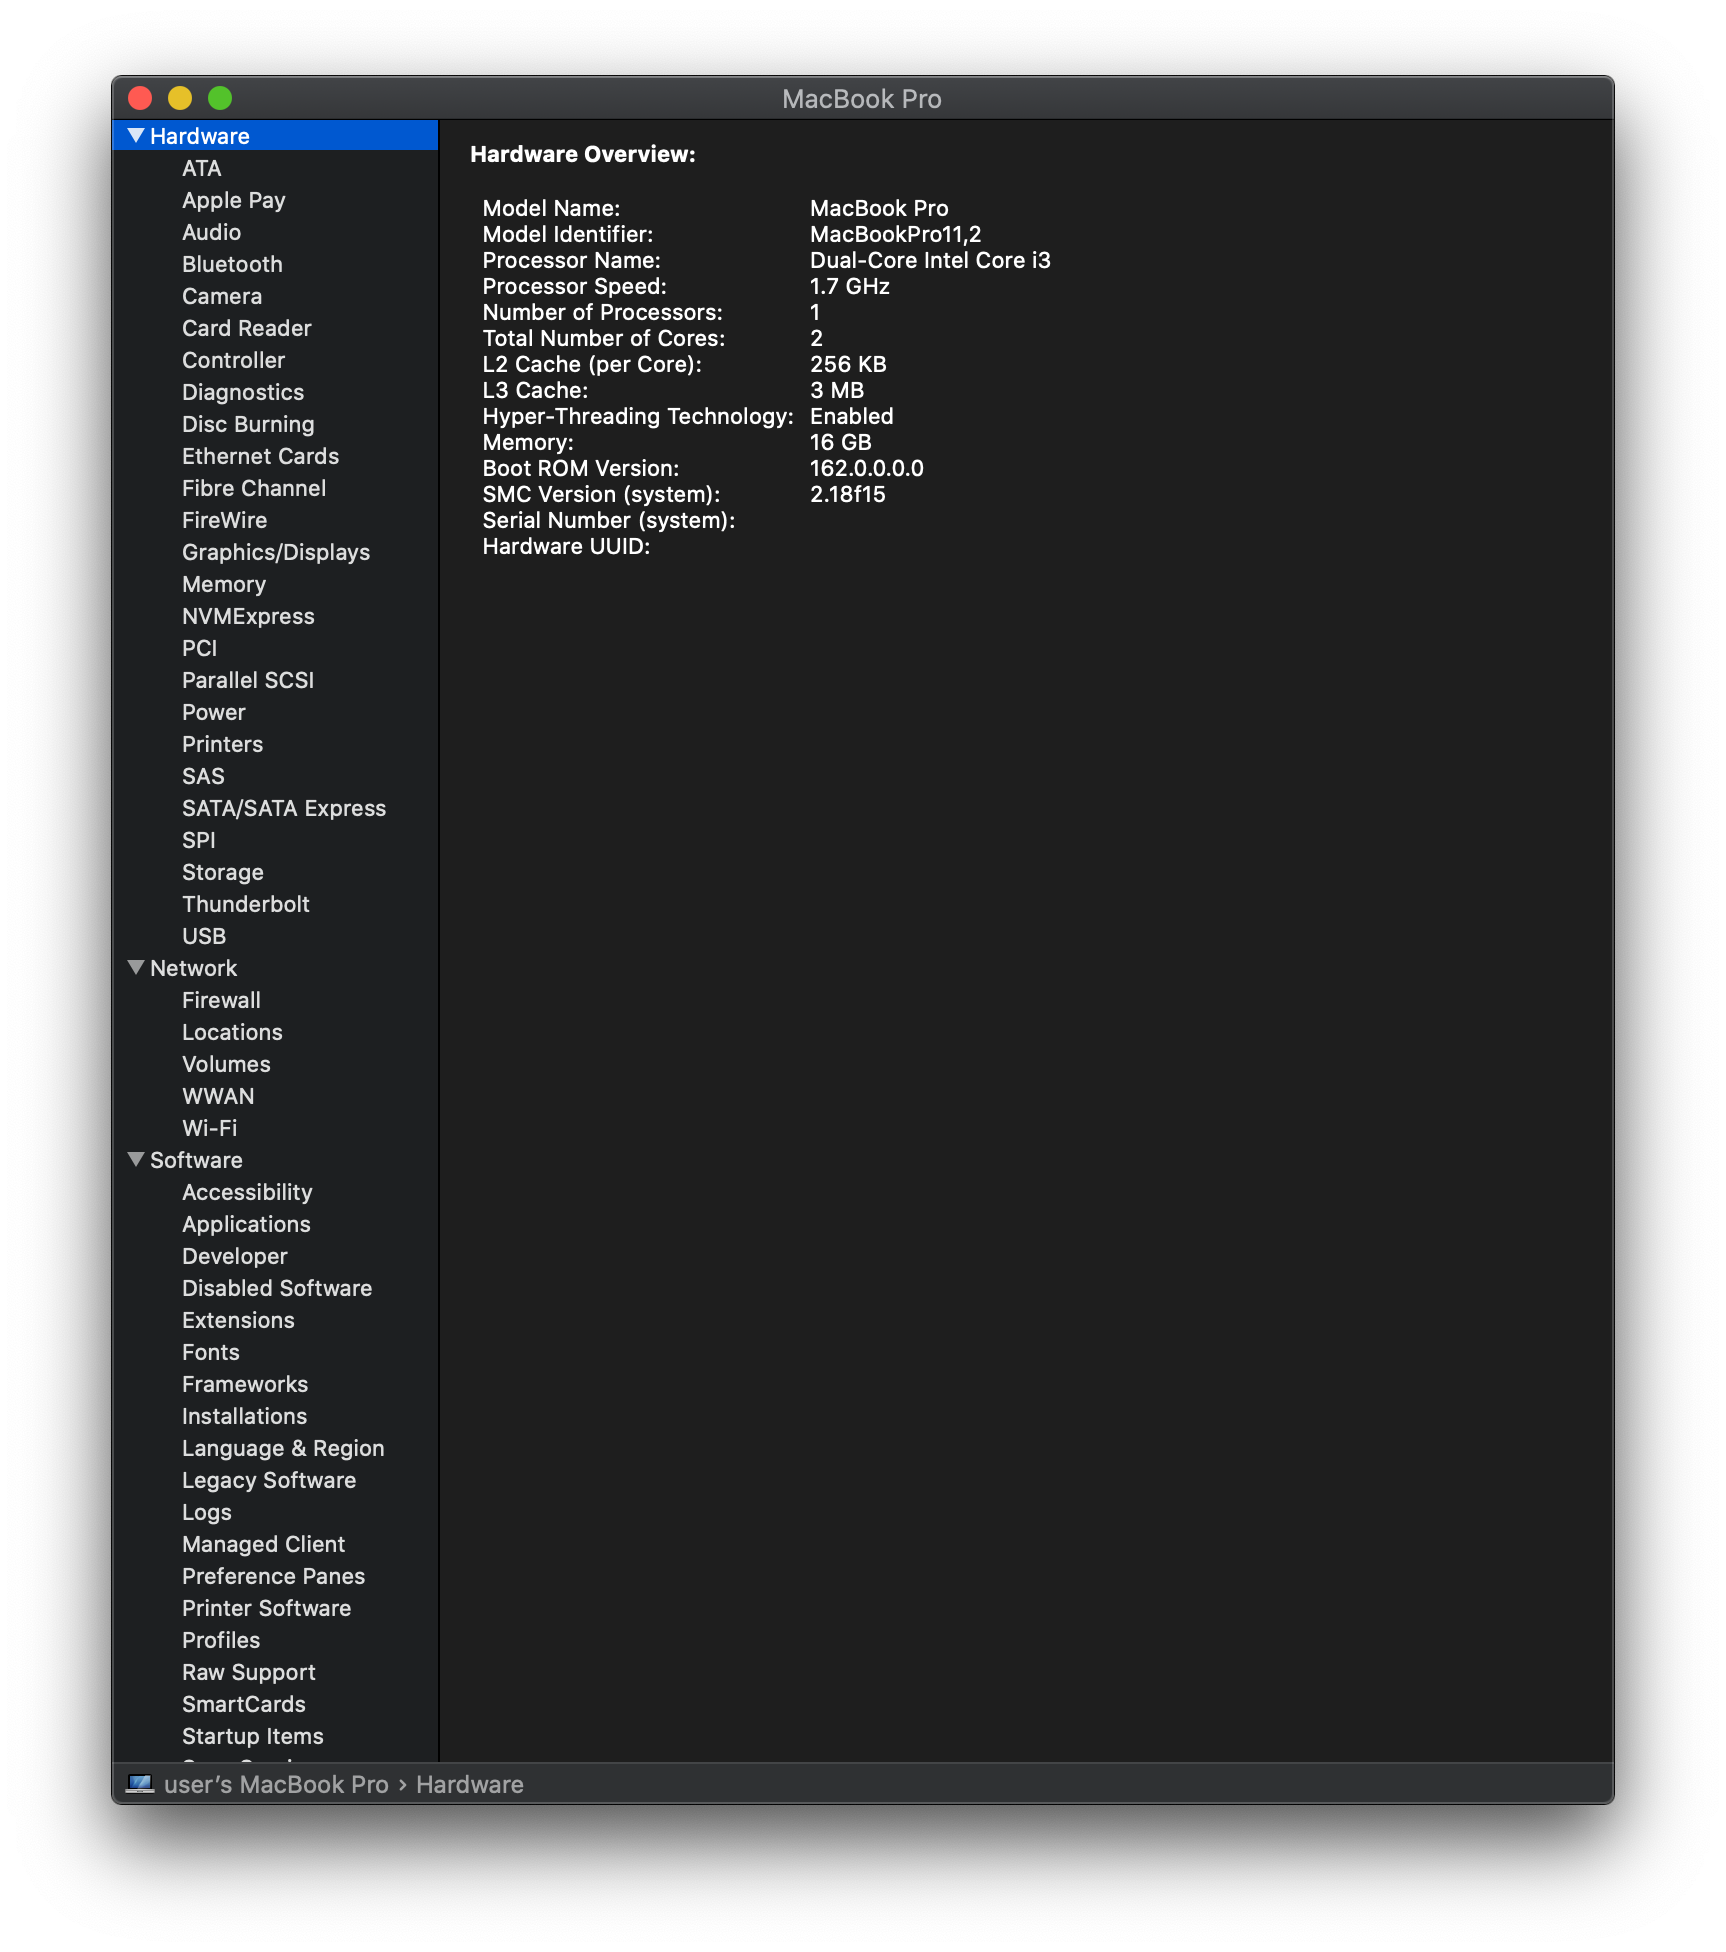 MacBook Pro
Hardware
ATA
Apple Pay
Audio
Bluetooth
Camera
Card Reader
Controller
Diagnostics
Disc Burning
Ethernet Cards
Fibre Channel
FireWire
Graphics/Displays
Memory
NVMExpress
PCI
Parallel SCSI
Power
Printers
SAS
SATA/SATA Express
SPI
Storage
Thunderbolt
USB
Network
Firewall
Locations
Volumes
WWAN
Wi-Fi
Software
Accessibility
Applications
Developer
Disabled Software
Extensions
Fonts
Frameworks
Installations
Language & Region
Legacy Software
Logs
Managed Client
Preference Panes
Printer Software
Profiles
Raw Support
SmartCards
Startup Items
Hardware Overview:
Model Name: MacBook Pro
Model Identifier: MacBookPro11,2
Processor Name: Dual-Core Intel Core i3
Processor Speed: 1.7 GHz
Number of Processors: 1
Total Number of Cores: 2
L2 Cache (per Core): 256 KB
L3 Cache: 3 MB
Hyper-Threading Technology: Enabled
Memory: 16 GB
Boot ROM Version: 162.0.0.0.0
SMC Version (system): 2.18f15
Serial Number (system):
Hardware UUID:
user’s MacBook Pro › Hardware